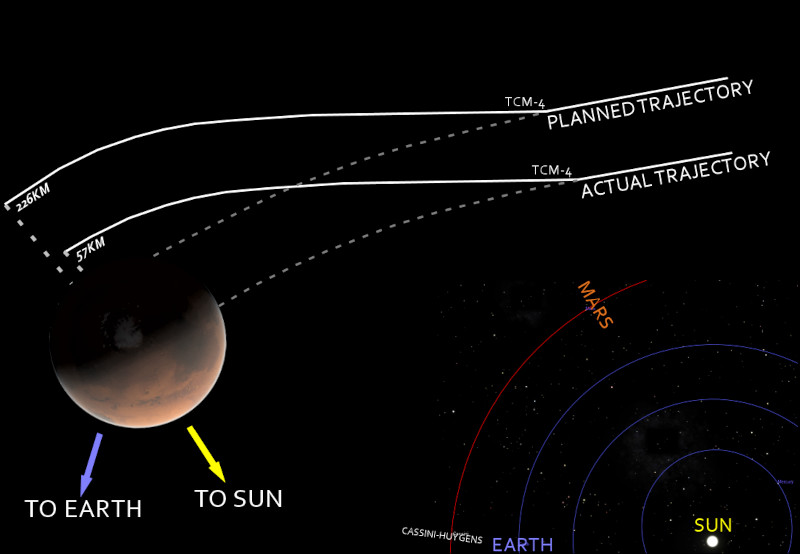 TCM-4
PLANNED TRAJECTORY
TCM-4
ACTUAL TRAJECTORY
226KM
57KM
MARS
TO EARTH
TO SUN
CASSINI-HUYGENS
EARTH
SUN